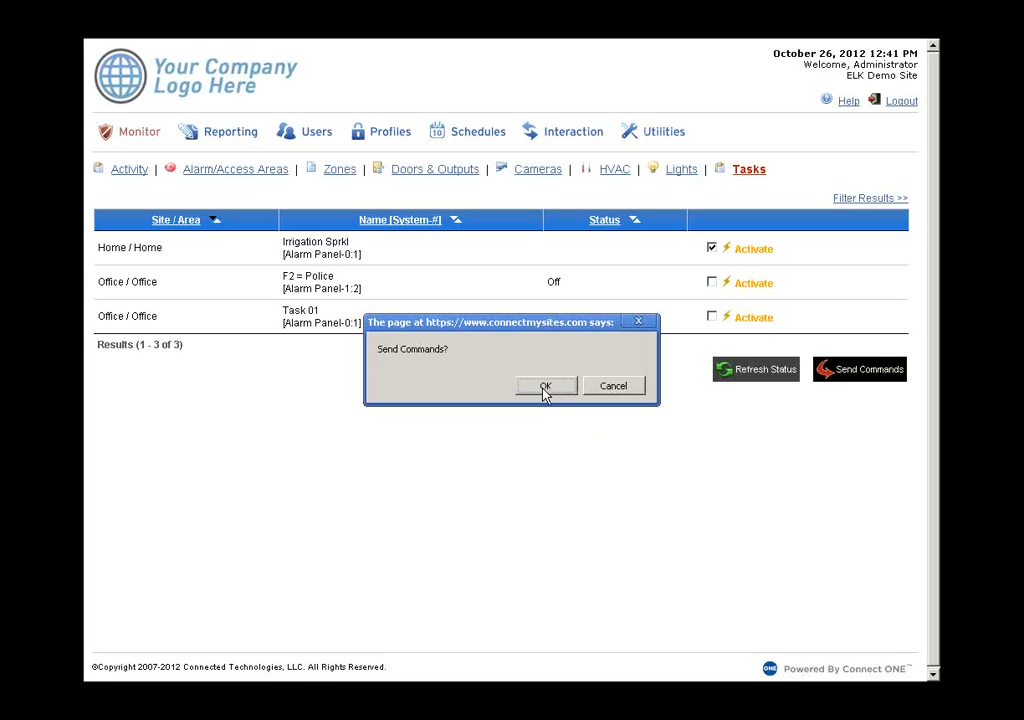 Your Company
Logo Here
October 26, 2012 12:41 PM
Welcome, Administrator
ELK Demo Site
Help Logout
Monitor Reporting Users Profiles 10 Schedules Interaction Utilities
Activity | Alarm/Access Areas | Zones | Doors & Outputs | Cameras | HVAC | Lights | Tasks
Filter Results >>
Site / Area Name [System-#] Status
Home / Home Irrigation Sprkl Activate
[Alarm Panel-0:1]
Office / Office F2 = Police Off Activate
[Alarm Panel-1:2]
Office / Office Task 01 Activate
[Alarm Panel-0:1]
The page at https://www.connectmysites.com says: X
Send Commands?
OK Cancel
Results (1 - 3 of 3)
Refresh Status Send Commands
©Copyright 2007-2012 Connected Technologies, LLC. All Rights Reserved.
ONE Powered By Connect ONE™